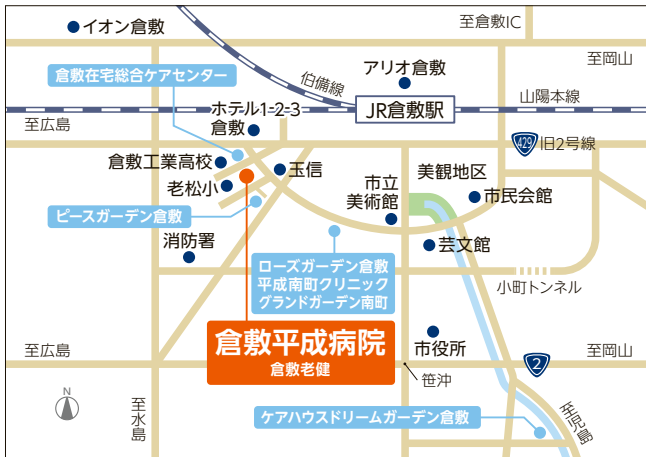 イオン倉敷
至倉敷IC
至岡山
倉敷在宅総合ケアセンター
伯備線
アリオ倉敷
ホテル1-2-3
倉敷
JR倉敷駅
山陽本線
至広島
429
旧2号線
倉敷工業高校
玉信
老松小
市立
美術館
美観地区
市民会館
ピースガーデン倉敷
消防署
芸文館
ローズガーデン倉敷
平成南町クリニック
グランドガーデン南町
小町トンネル
倉敷平成病院
倉敷老健
至広島
市役所
2
至岡山
笹沖
N
至水島
ケアハウスドリームガーデン倉敷
至児島